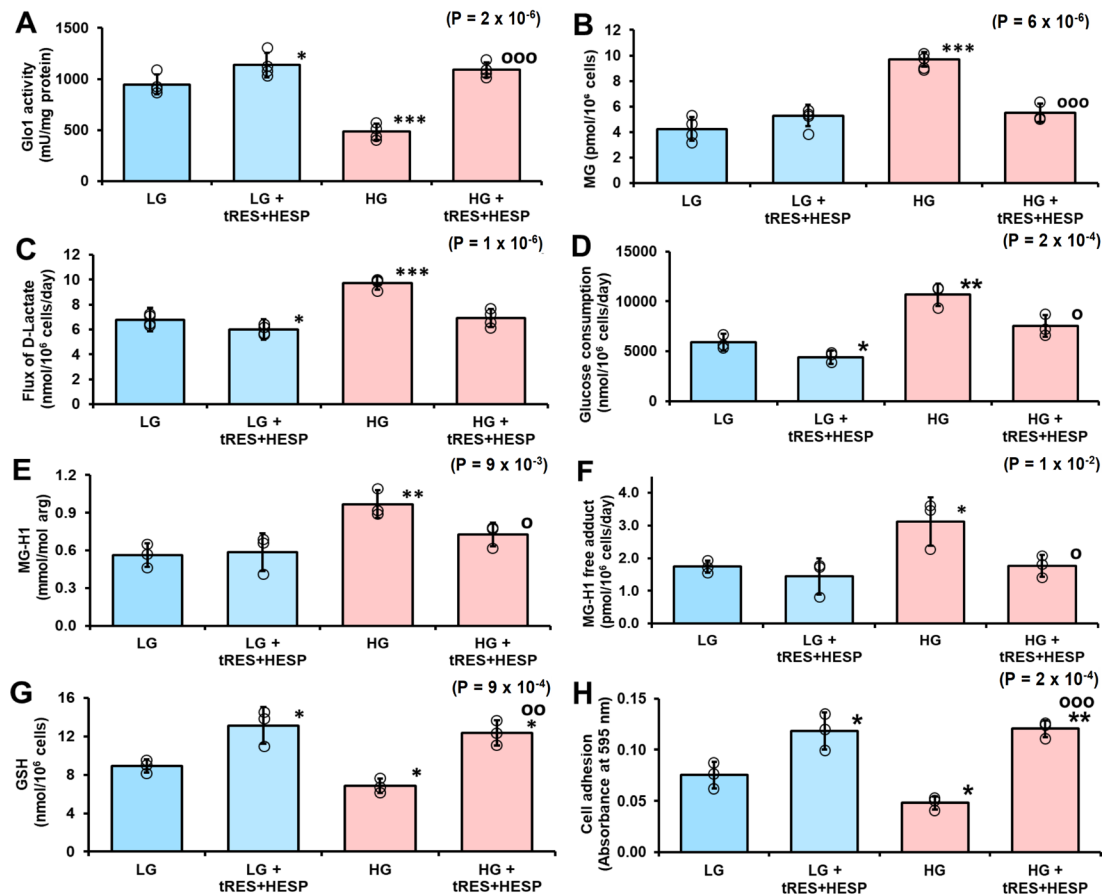 A
(P = 2 x 10⁻⁶)
Glo1 activity
(mU/mg protein)
1500
1000
500
0
*
***
ooo
LG
LG +
tRES+HESP
HG
HG +
tRES+HESP
B
(P = 6 x 10⁻⁶)
MG (pmol/10⁶ cells)
12
10
8
6
4
2
0
***
ooo
LG
LG +
tRES+HESP
HG
HG +
tRES+HESP
C
(P = 1 x 10⁻⁶)
Flux of D-Lactate
(nmol/10⁶ cells/day)
12
10
8
6
4
2
0
*
***
LG
LG +
tRES+HESP
HG
HG +
tRES+HESP
D
(P = 2 x 10⁻⁴)
Glucose consumption
(nmol/10⁶ cells/day)
15000
10000
5000
0
*
**
o
LG
LG +
tRES+HESP
HG
HG +
tRES+HESP
E
(P = 9 x 10⁻³)
MG-H1
(mmol/mol arg)
1.2
0.9
0.6
0.3
0.0
**
o
LG
LG +
tRES+HESP
HG
HG +
tRES+HESP
F
(P = 1 x 10⁻²)
MG-H1 free adduct
(pmol/10⁶ cells/day)
4.0
3.0
2.0
1.0
0.0
*
o
LG
LG +
tRES+HESP
HG
HG +
tRES+HESP
G
(P = 9 x 10⁻⁴)
GSH
(nmol/10⁶ cells)
16
12
8
4
0
*
*
oo
*
LG
LG +
tRES+HESP
HG
HG +
tRES+HESP
H
(P = 2 x 10⁻⁴)
Cell adhesion
(Absorbance at 595 nm)
0.15
0.10
0.05
0.00
*
*
ooo
**
LG
LG +
tRES+HESP
HG
HG +
tRES+HESP